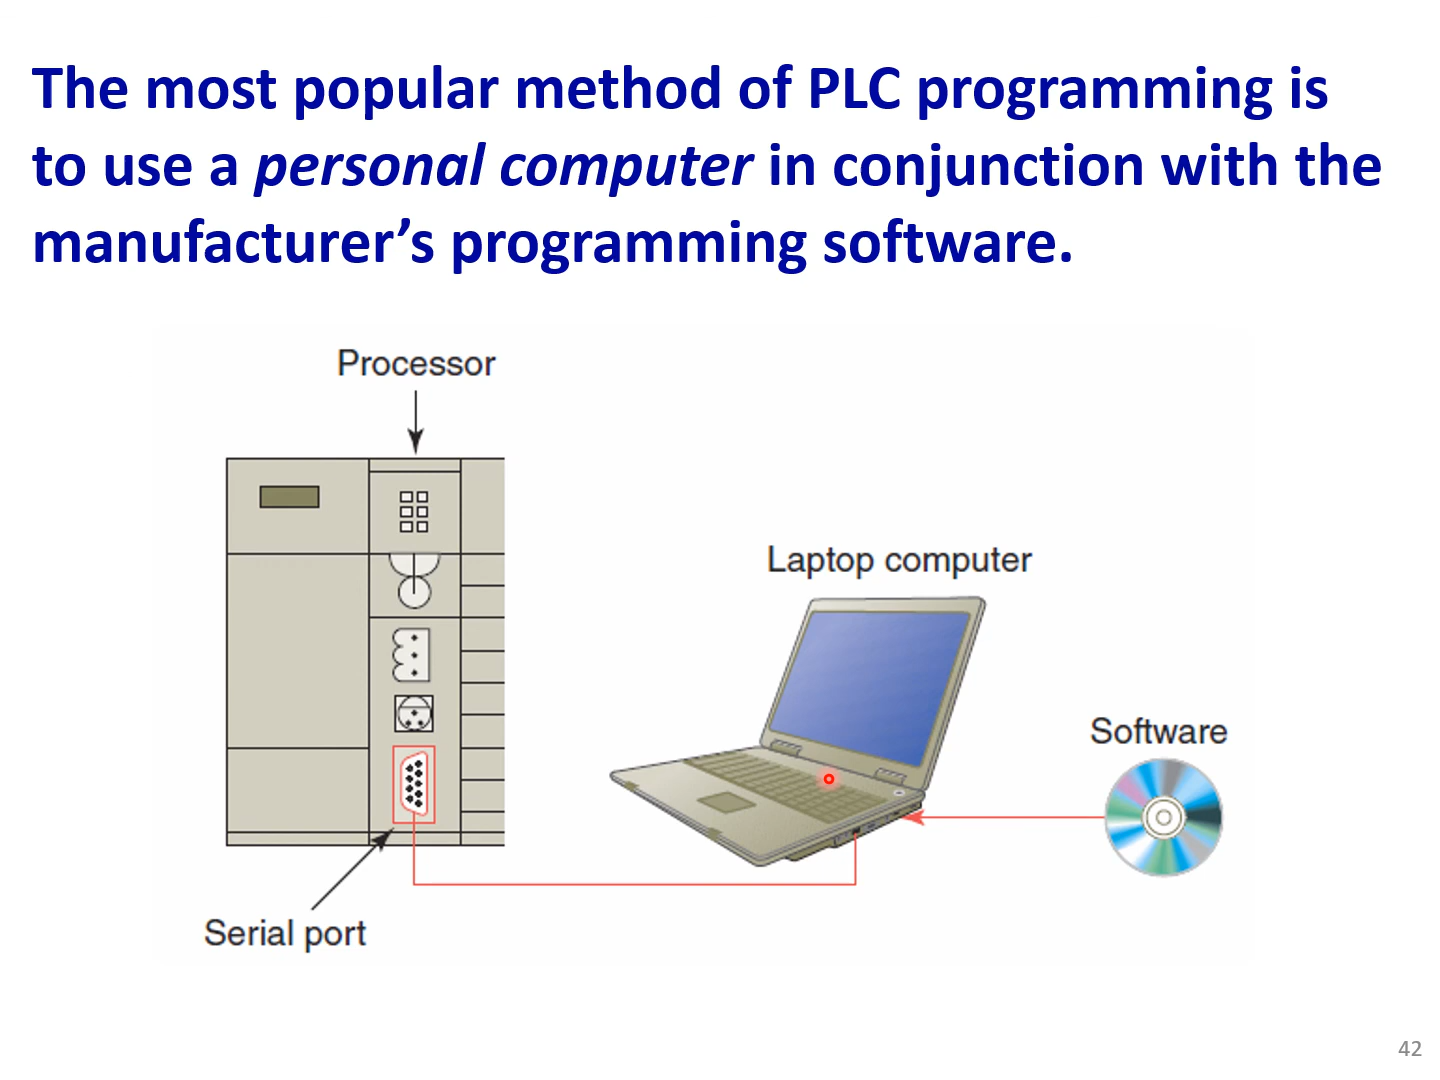 The most popular method of PLC programming is
to use a personal computer in conjunction with the
manufacturer’s programming software.
Processor
Laptop computer
Software
Serial port
42